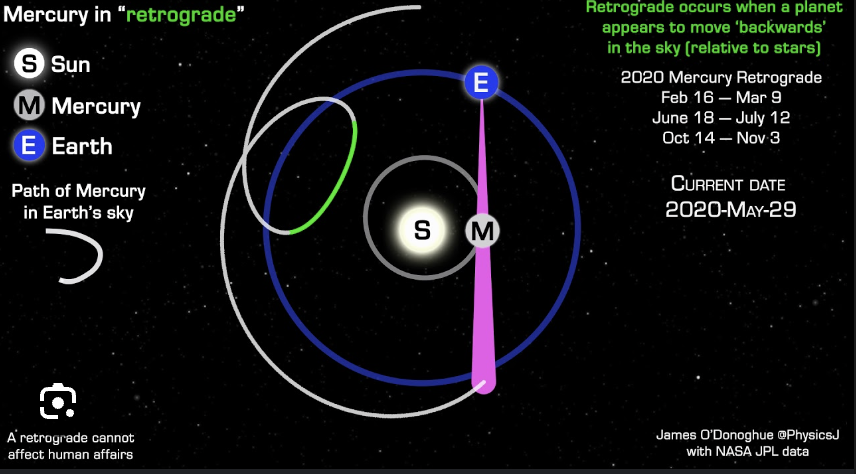 Mercury in “retrograde”
S Sun
M Mercury
E Earth
Path of Mercury
in Earth's sky
A retrograde cannot
affect human affairs
E
S
M
Retrograde occurs when a planet
appears to move ‘backwards’
in the sky (relative to stars)
2020 Mercury Retrograde
Feb 16 — Mar 9
June 18 — July 12
Oct 14 — Nov 3
Current date
2020-May-29
James O'Donoghue @PhysicsJ
with NASA JPL data